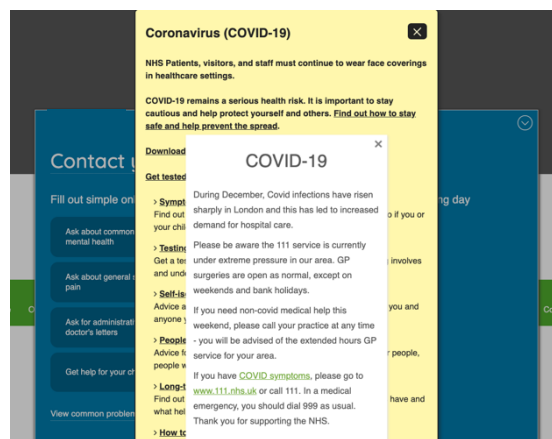 Coronavirus (COVID-19)
NHS Patients, visitors, and staff must continue to wear face coverings
in healthcare settings.
COVID-19 remains a serious health risk. It is important to stay
cautious and help protect yourself and others. Find out how to stay
safe and help prevent the spread.
Download
Get tested
> Sympt
Find out
your chil
o if you or
> Testing
Get a tes
and unde
involves
> Self-is
Advice a
anyone y
you and
> People
Advice fo
people w
r people,
> Long-t
Find out
what hel
have and
> How to
×
COVID-19
During December, Covid infections have risen
sharply in London and this has led to increased
demand for hospital care.
Please be aware the 111 service is currently
under extreme pressure in our area. GP
surgeries are open as normal, except on
weekends and bank holidays.
If you need non-covid medical help this
weekend, please call your practice at any time
- you will be advised of the extended hours GP
service for your area.
If you have COVID symptoms, please go to
www.111.nhs.uk or call 111. In a medical
emergency, you should dial 999 as usual.
Thank you for supporting the NHS.
Contact y
Fill out simple onl
ng day
Ask about common
mental health
Ask about general s
pain
Ask for administrati
doctor's letters
Get help for your ch
View common problem